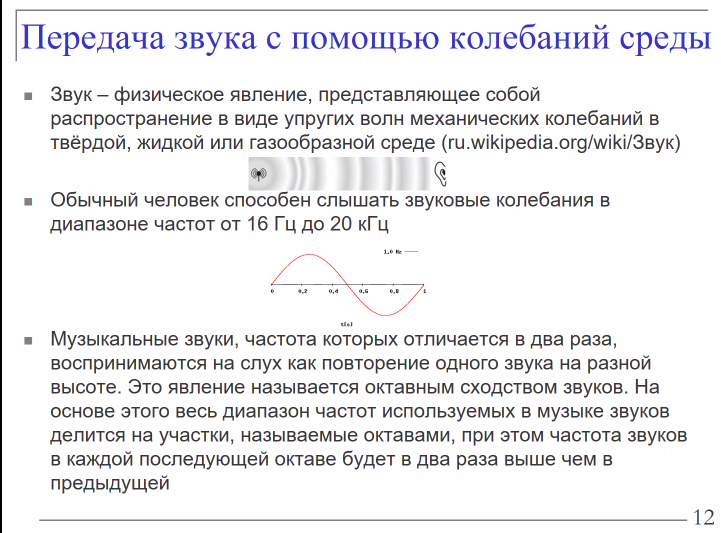 Передача звука с помощью колебаний среды
Звук – физическое явление, представляющее собой
распространение в виде упругих волн механических колебаний в
твёрдой, жидкой или газообразной среде (ru.wikipedia.org/wiki/Звук)
Обычный человек способен слышать звуковые колебания в
диапазоне частот от 16 Гц до 20 кГц
1,0 Hz
0 0,2 0,4 0,6 0,8 1
t[s]
Музыкальные звуки, частота которых отличается в два раза,
воспринимаются на слух как повторение одного звука на разной
высоте. Это явление называется октавным сходством звуков. На
основе этого весь диапазон частот используемых в музыке звуков
делится на участки, называемые октавами, при этом частота звуков
в каждой последующей октаве будет в два раза выше чем в
предыдущей
12